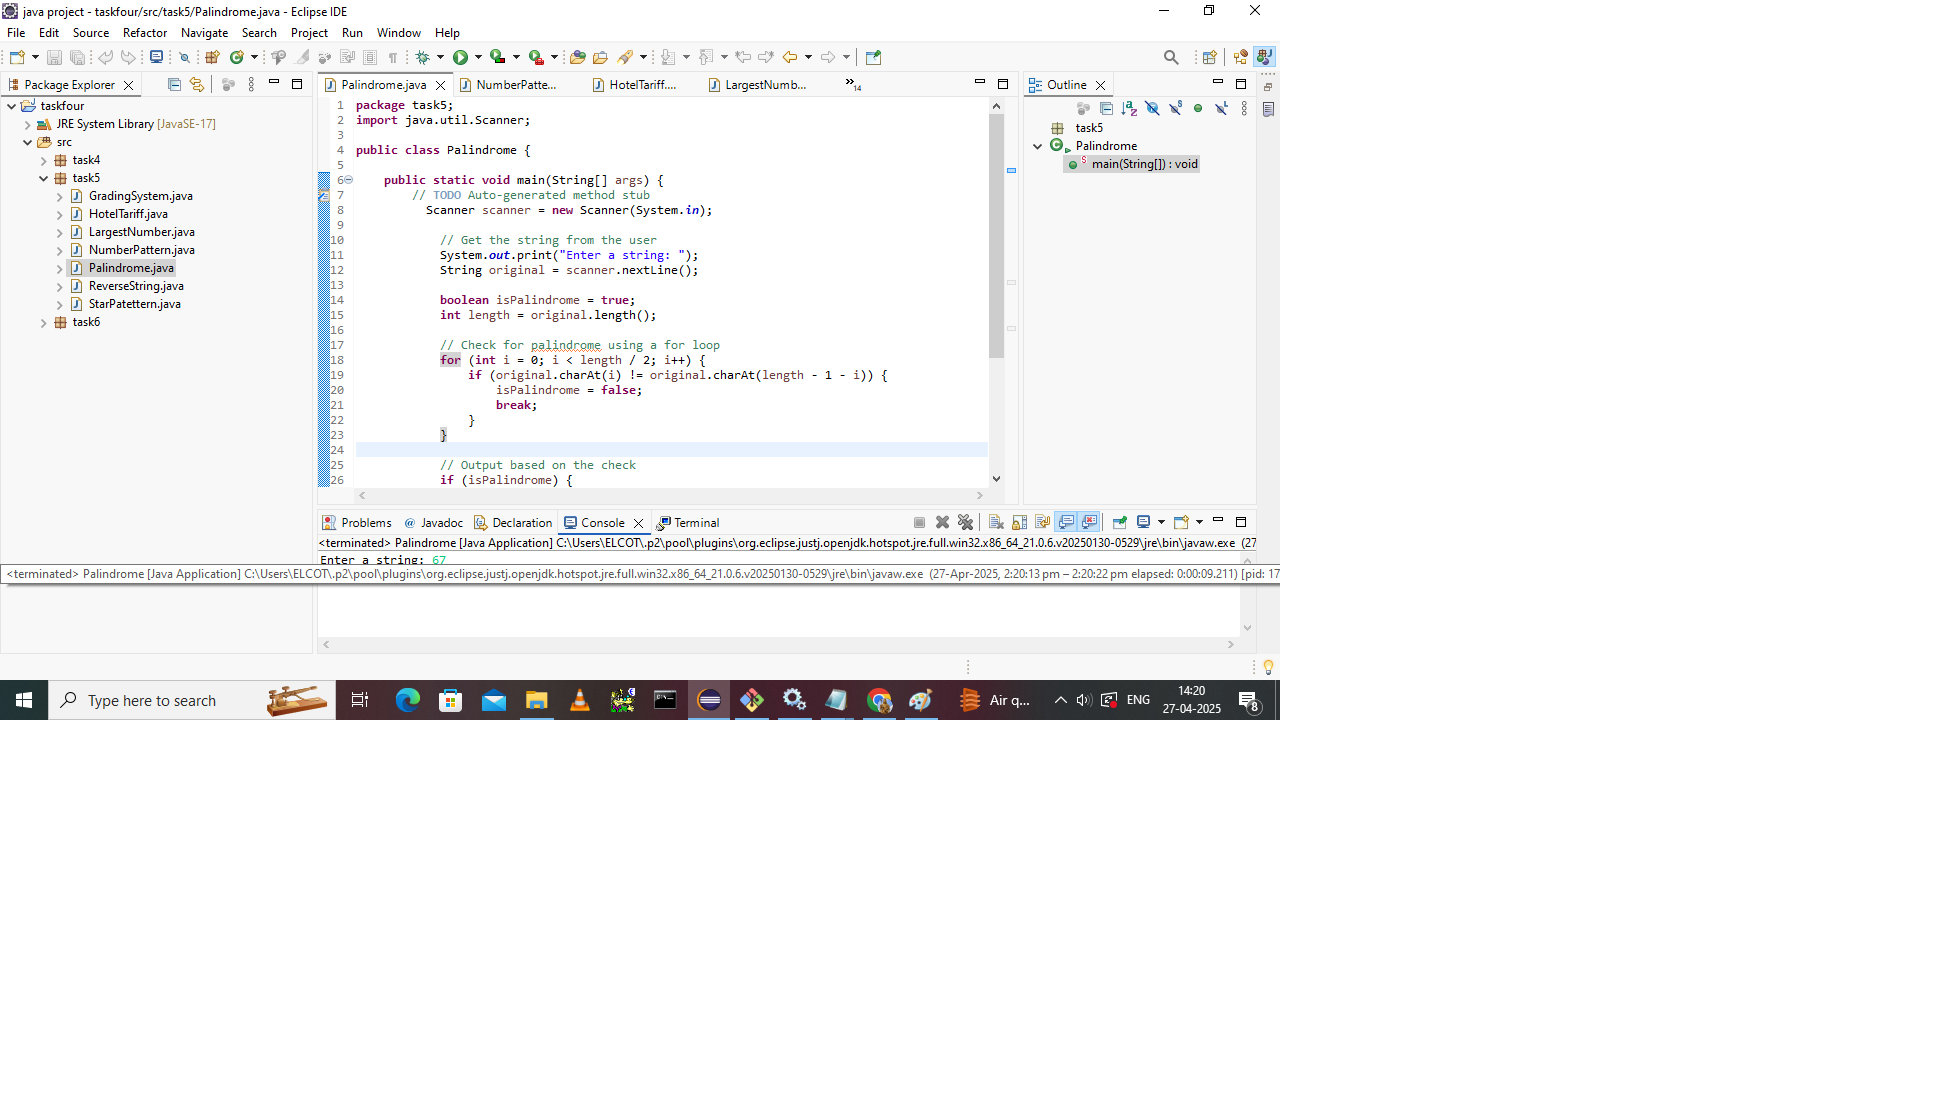 java project - taskfour/src/task5/Palindrome.java - Eclipse IDE
File Edit Source Refactor Navigate Search Project Run Window Help
Package Explorer
taskfour
JRE System Library [JavaSE-17]
src
task4
task5
GradingSystem.java
HotelTariff.java
LargestNumber.java
NumberPattern.java
Palindrome.java
ReverseString.java
StarPatettern.java
task6
Palindrome.java NumberPatte... HotelTariff.... LargestNumb... »14
1 package task5;
2 import java.util.Scanner;
3
4 public class Palindrome {
5
6 public static void main(String[] args) {
7 // TODO Auto-generated method stub
8 Scanner scanner = new Scanner(System.in);
9
10 // Get the string from the user
11 System.out.print("Enter a string: ");
12 String original = scanner.nextLine();
13
14 boolean isPalindrome = true;
15 int length = original.length();
16
17 // Check for palindrome using a for loop
18 for (int i = 0; i < length / 2; i++) {
19 if (original.charAt(i) != original.charAt(length - 1 - i)) {
20 isPalindrome = false;
21 break;
22 }
23 }
24
25 // Output based on the check
26 if (isPalindrome) {
Outline
task5
Palindrome
main(String[]) : void
Problems @ Javadoc Declaration Console Terminal
<terminated> Palindrome [Java Application] C:\Users\ELCOT\.p2\pool\plugins\org.eclipse.justj.openjdk.hotspot.jre.full.win32.x86_64_21.0.6.v20250130-0529\jre\bin\javaw.exe (27
Enter a string: 67
<terminated> Palindrome [Java Application] C:\Users\ELCOT\.p2\pool\plugins\org.eclipse.justj.openjdk.hotspot.jre.full.win32.x86_64_21.0.6.v20250130-0529\jre\bin\javaw.exe (27-Apr-2025, 2:20:13 pm – 2:20:22 pm elapsed: 0:00:09.211) [pid: 17
Type here to search
Air q...
ENG
14:20
27-04-2025
8